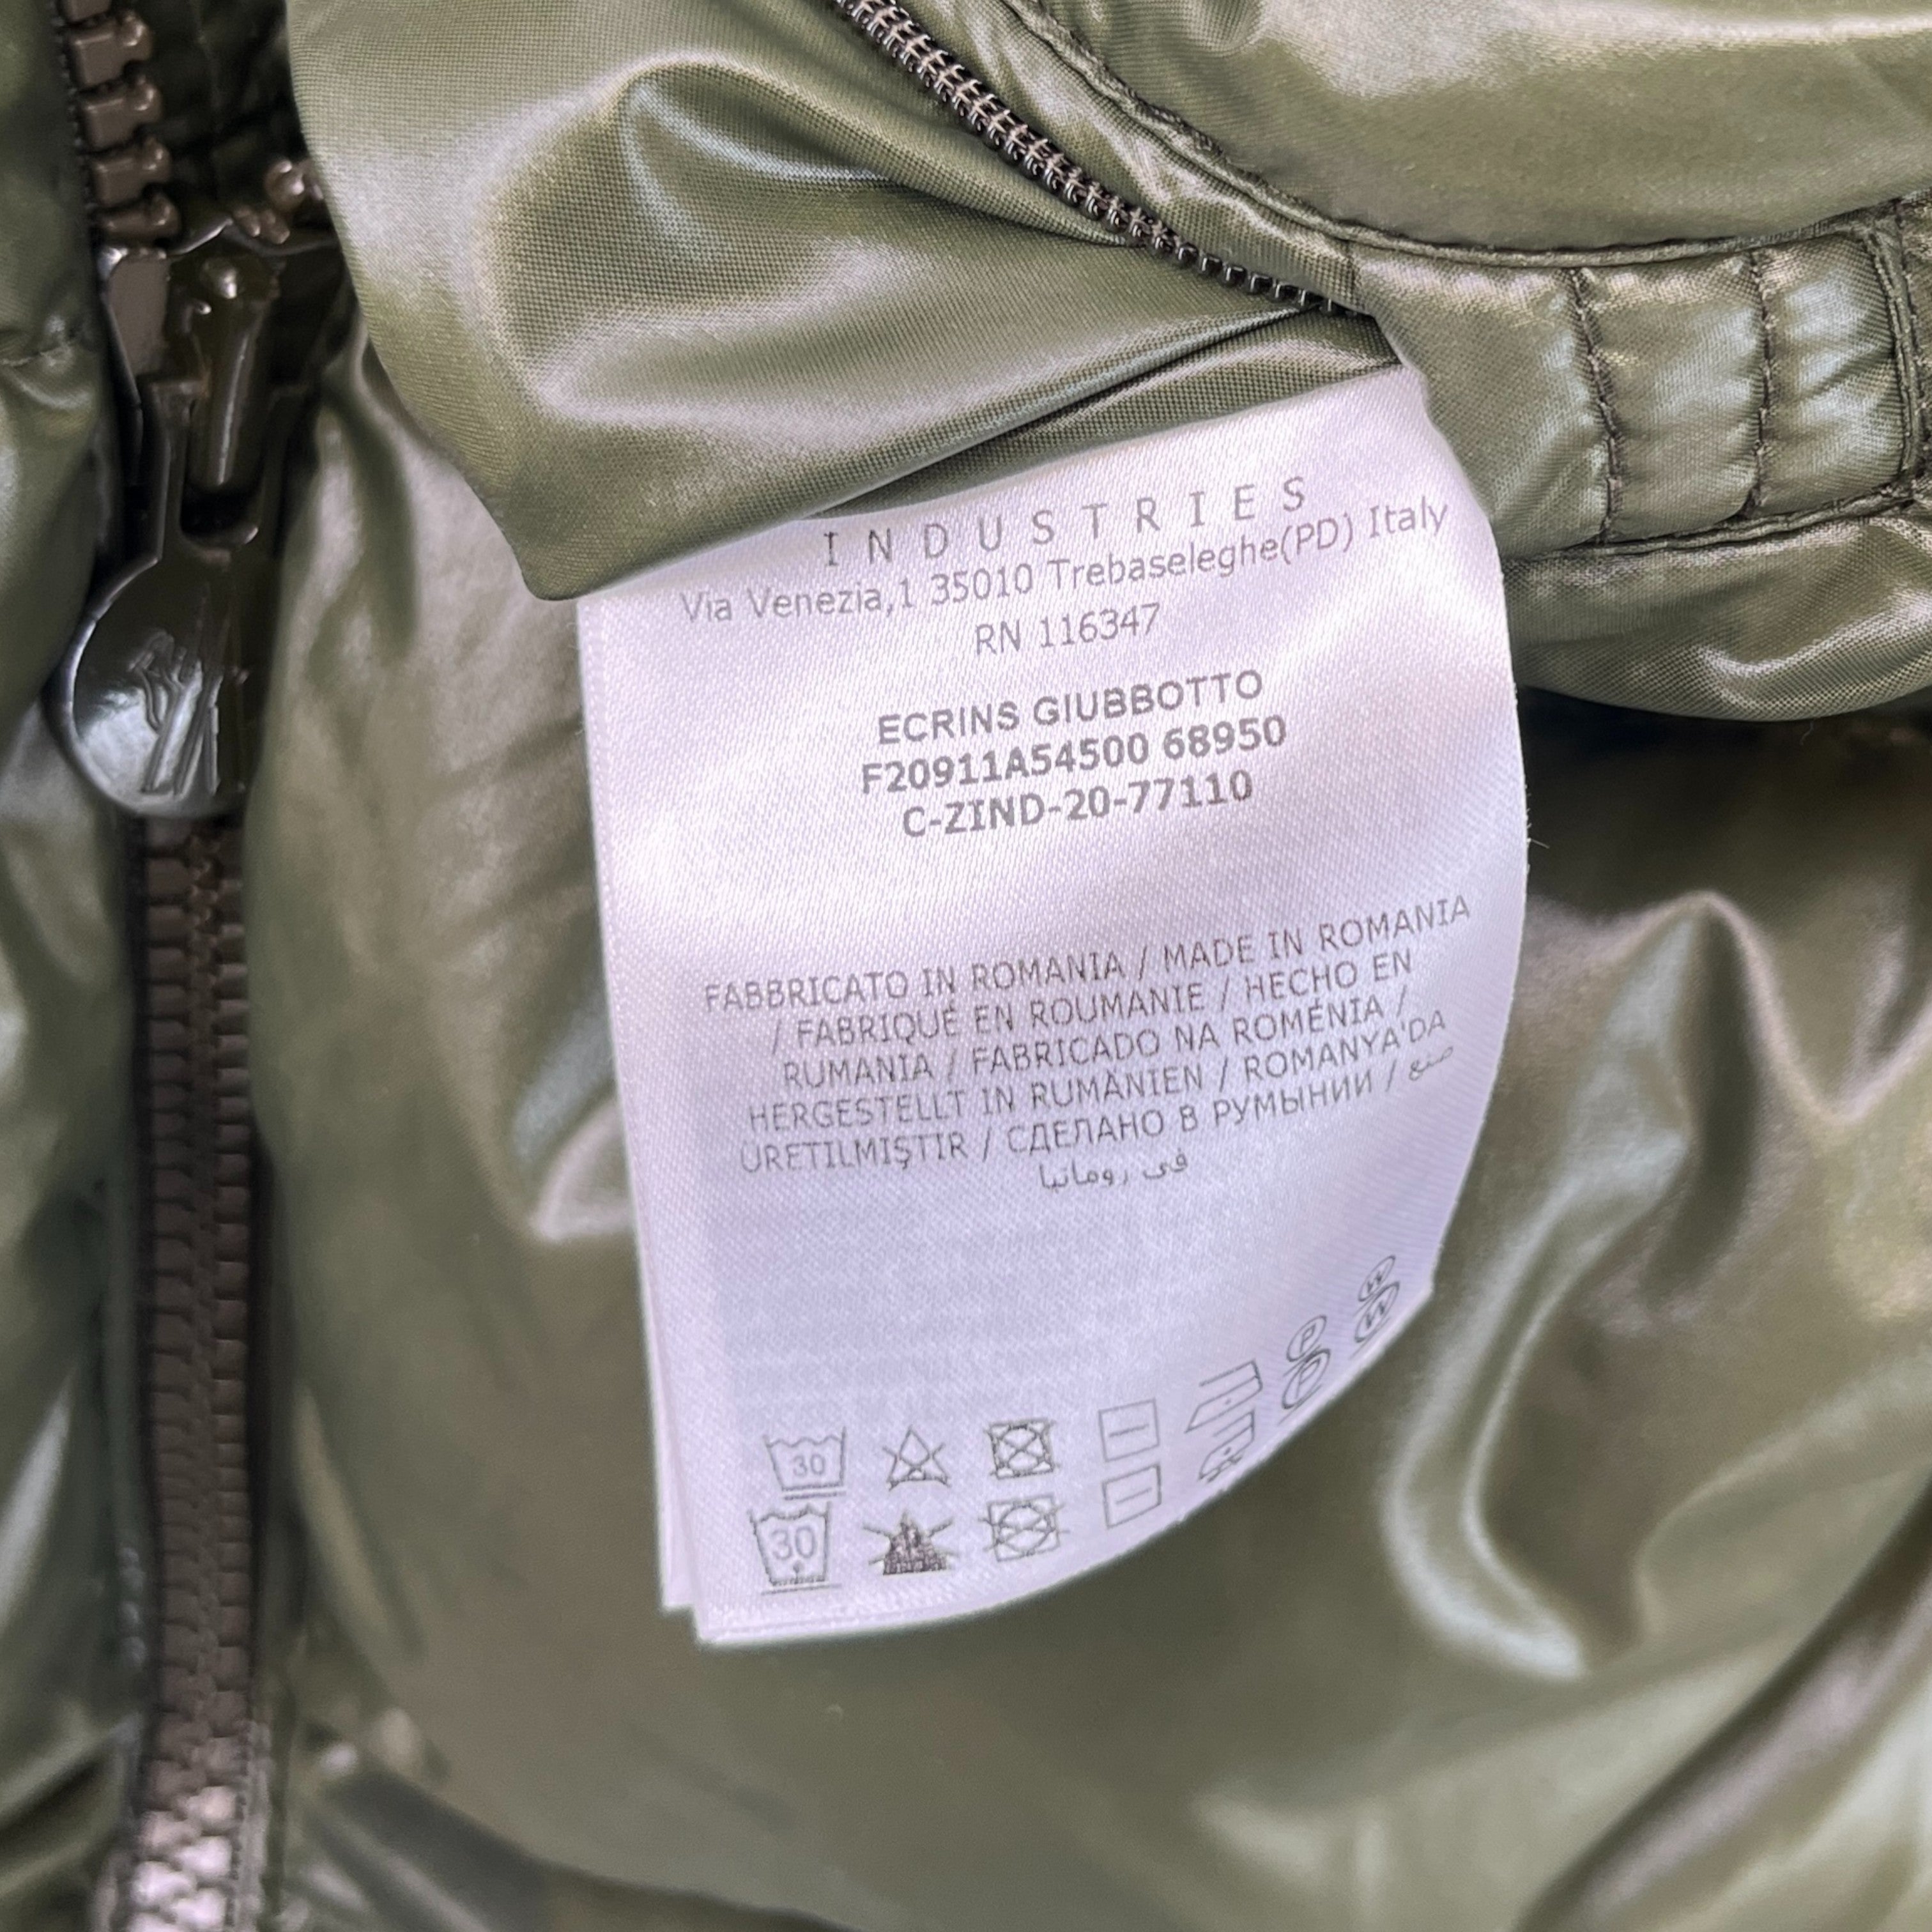 INDUSTRIES
Via Venezia,1 35010 Trebaseleghe(PD) Italy
RN 116347
ECRINS GIUBBOTTO
F20911A54500 68950
C-ZIND-20-77110
FABBRICATO IN ROMANIA / MADE IN ROMANIA
/ FABRIQUÉ EN ROUMANIE / HECHO EN
RUMANIA / FABRICADO NA ROMÉNIA /
HERGESTELLT IN RUMÄNIEN / ROMANYA'DA
ÜRETILMIŞTIR / СДЕЛАНО В РУМЫНИИ / صنع
في رومانيا
30 P W
30 P W